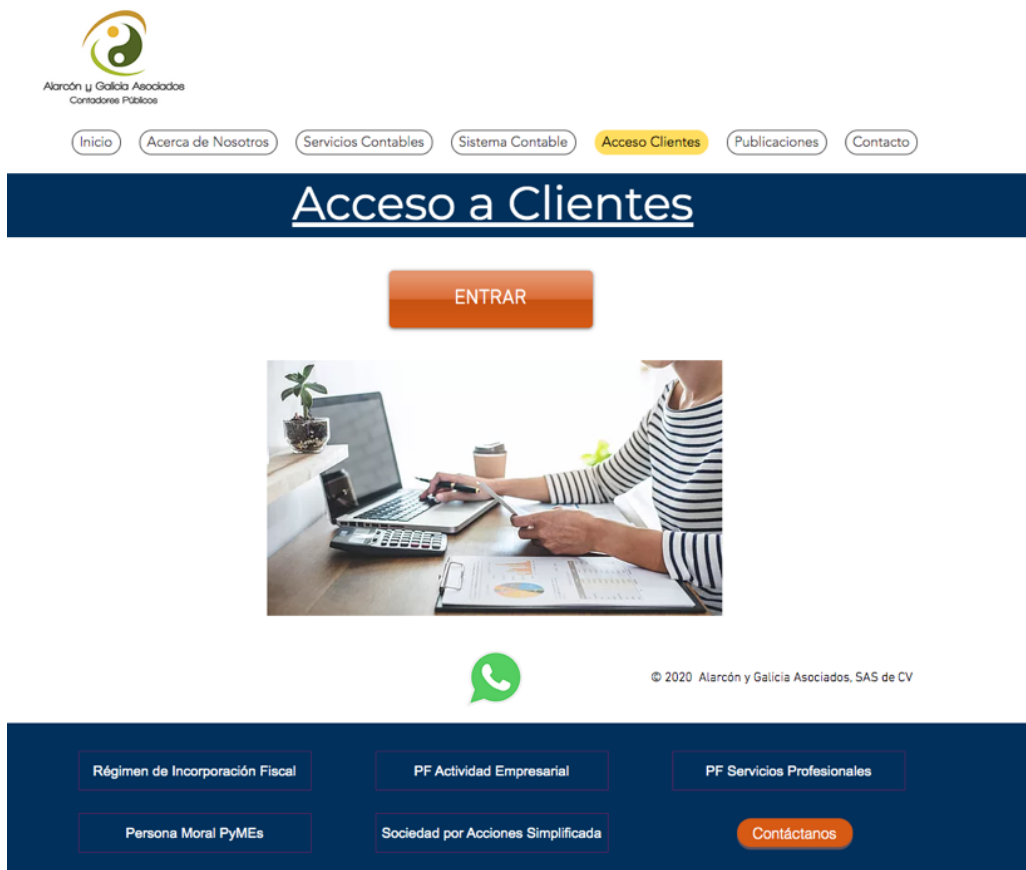 Alarcón y Galicia Asociados
Contadores Públicos
Inicio
Acerca de Nosotros
Servicios Contables
Sistema Contable
Acceso Clientes
Publicaciones
Contacto
Acceso a Clientes
ENTRAR
© 2020 Alarcón y Galicia Asociados, SAS de CV
Régimen de Incorporación Fiscal
PF Actividad Empresarial
PF Servicios Profesionales
Persona Moral PyMEs
Sociedad por Acciones Simplificada
Contáctanos